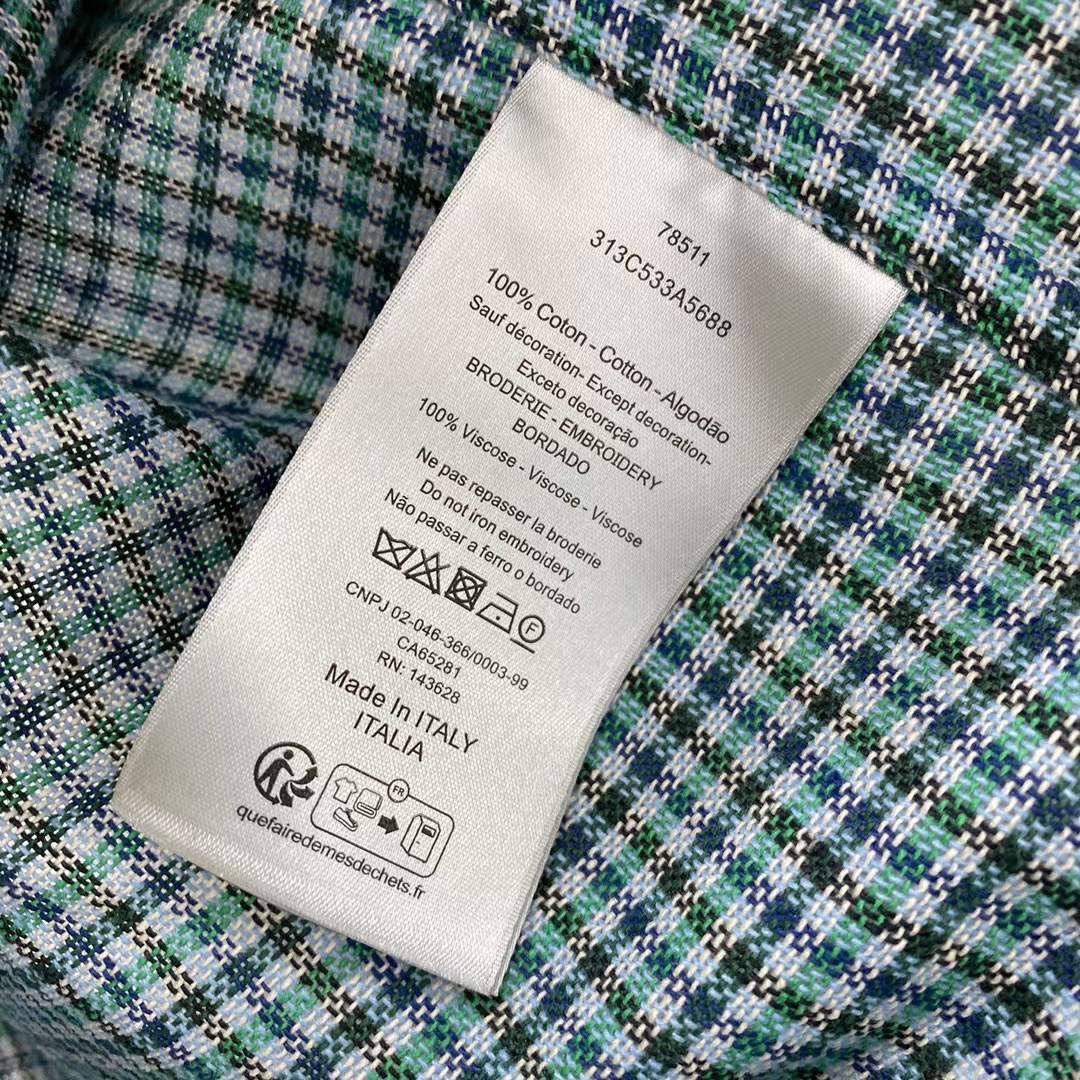 78511
313C533A5688
100% Coton - Cotton - Algodão
Sauf décoration- Except decoration-
Exceto decoração
BRODERIE - EMBROIDERY
BORDADO
100% Viscose - Viscose - Viscose
Ne pas repasser la broderie
Do not iron embroidery
Não passar a ferro o bordado
F
CNPJ 02-046-366/0003-99
CA65281
RN: 143628
Made In ITALY
ITALIA
FR
quefairedemesdechets.fr